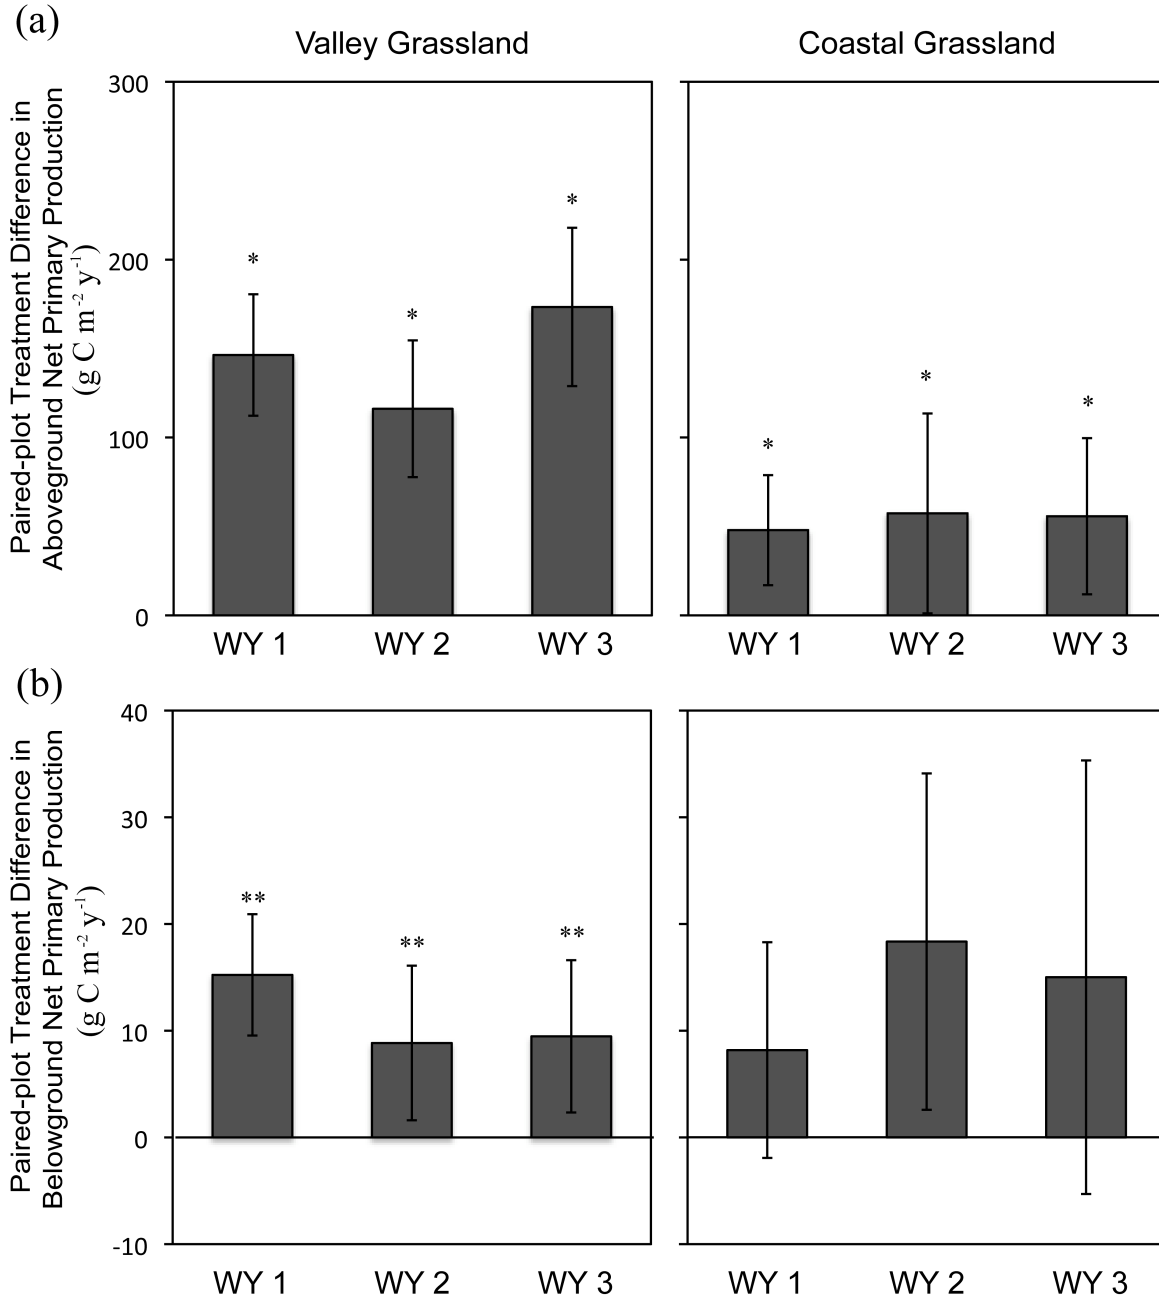 (a)
Valley Grassland
Coastal Grassland
Paired-plot Treatment Difference in
Aboveground Net Primary Production
(g C m⁻² y⁻¹)
300
200
100
0
*
*
*
*
*
*
WY 1
WY 2
WY 3
WY 1
WY 2
WY 3
(b)
Paired-plot Treatment Difference in
Belowground Net Primary Production
(g C m⁻² y⁻¹)
40
30
20
10
0
-10
**
**
**
WY 1
WY 2
WY 3
WY 1
WY 2
WY 3